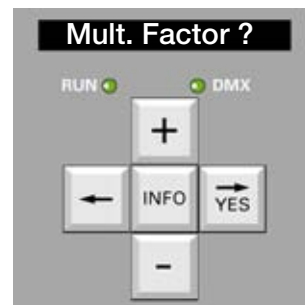 Mult. Factor ?
RUN DMX
+
← INFO → YES
-